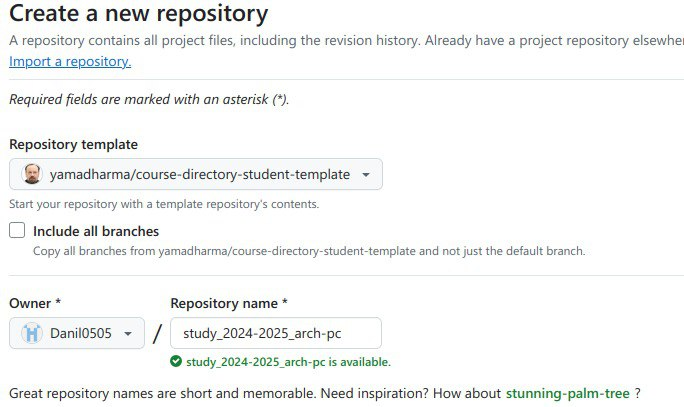 Create a new repository
A repository contains all project files, including the revision history. Already have a project repository
Import a repository.
Required fields are marked with an asterisk (*).
Repository template
yamadharma/course-directory-student-template
Start your repository with a template repository's contents.
Include all branches
Copy all branches from yamadharma/course-directory-student-template and not just the default branch.
Owner * Repository name *
Danil0505 / study_2024-2025_arch-pc
study_2024-2025_arch-pc is available.
Great repository names are short and memorable. Need inspiration? How about stunning-palm-tree ?